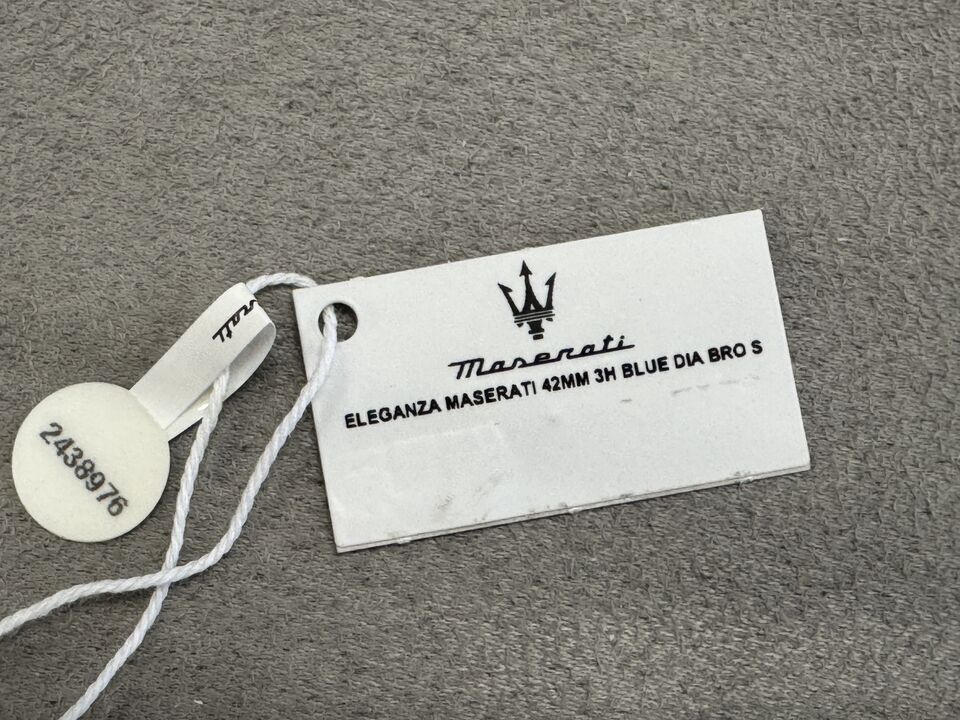 Maserati
ELEGANZA MASERATI 42MM 3H BLUE DIA BRO S
2438976